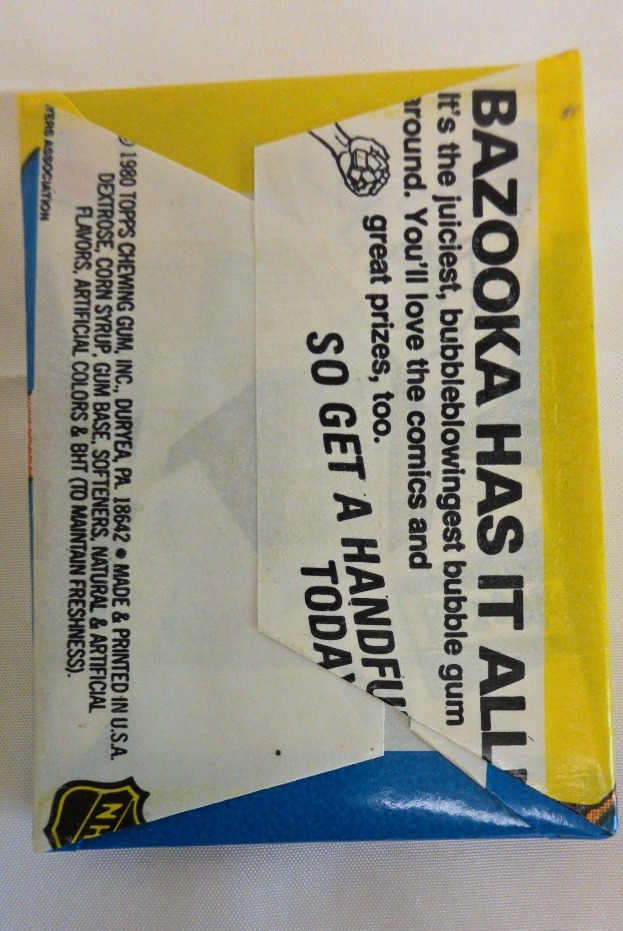 BAZOOKA HAS IT ALL!
It's the juiciest, bubbleblowingest bubble gum
around. You'll love the comics and
great prizes, too.
SO GET A HANDFU
TODAY
1980 TOPPS CHEWING GUM, INC., DURYEA, PA. 18642 • MADE & PRINTED IN U.S.A.
DEXTROSE, CORN SYRUP, GUM BASE, SOFTENERS, NATURAL & ARTIFICIAL
FLAVORS, ARTIFICIAL COLORS & BHT (TO MAINTAIN FRESHNESS).
YERS ASSOCIATION
NH